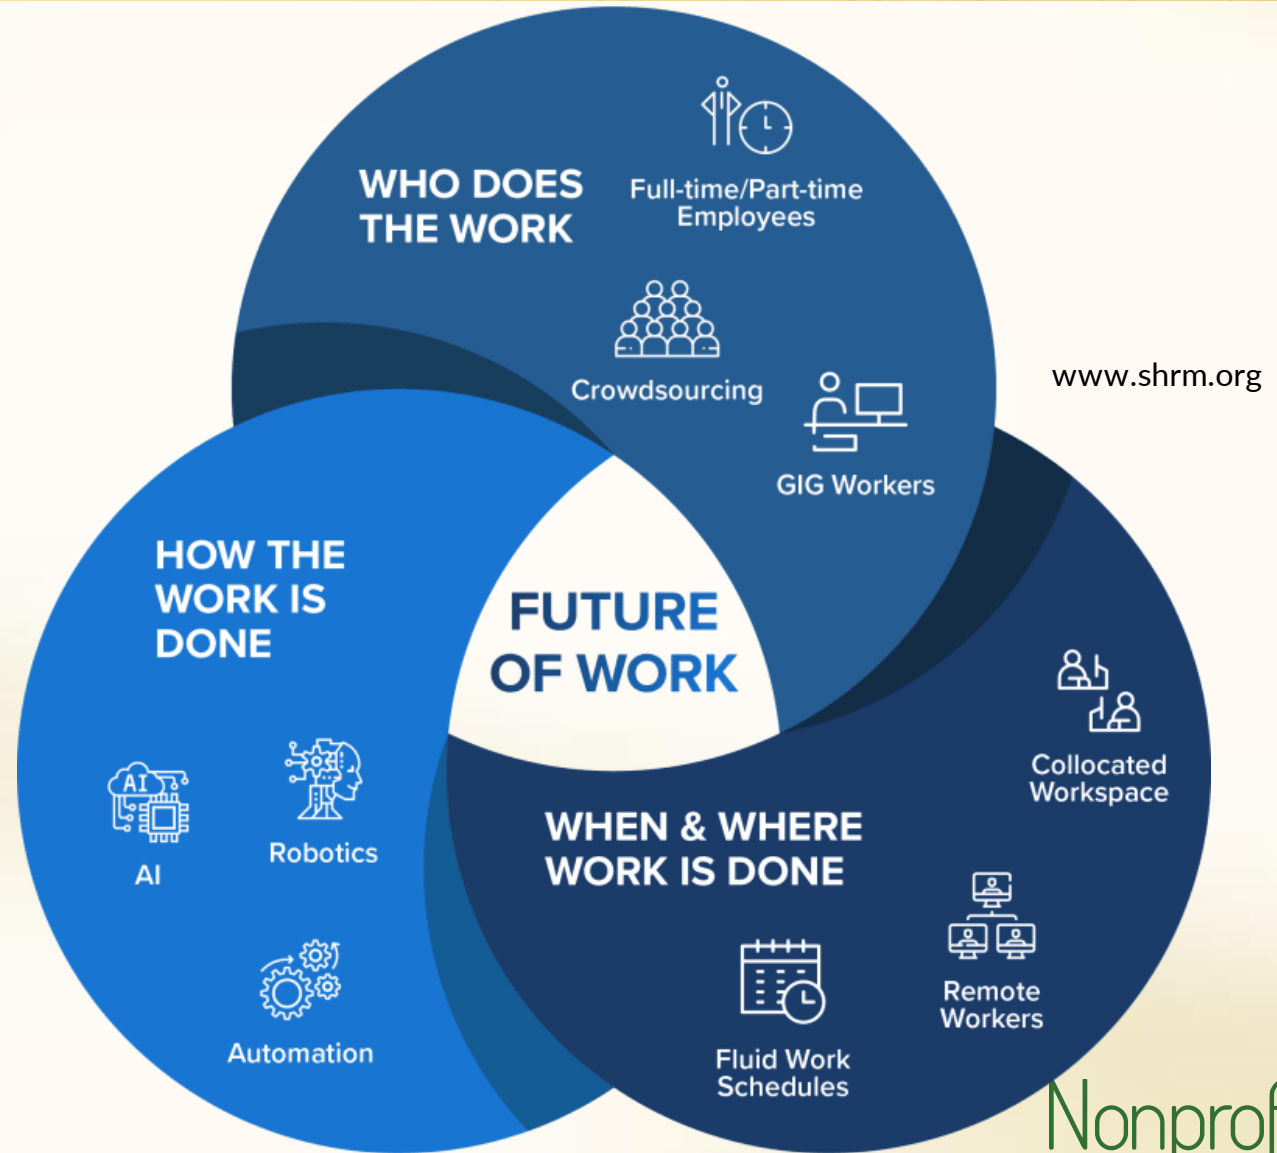 WHO DOES
THE WORK
Full-time/Part-time
Employees
Crowdsourcing
GIG Workers
www.shrm.org
HOW THE
WORK IS
DONE
AI
AI
Robotics
Automation
FUTURE
OF WORK
WHEN & WHERE
WORK IS DONE
Collocated
Workspace
Remote
Workers
Fluid Work
Schedules
Nonprof